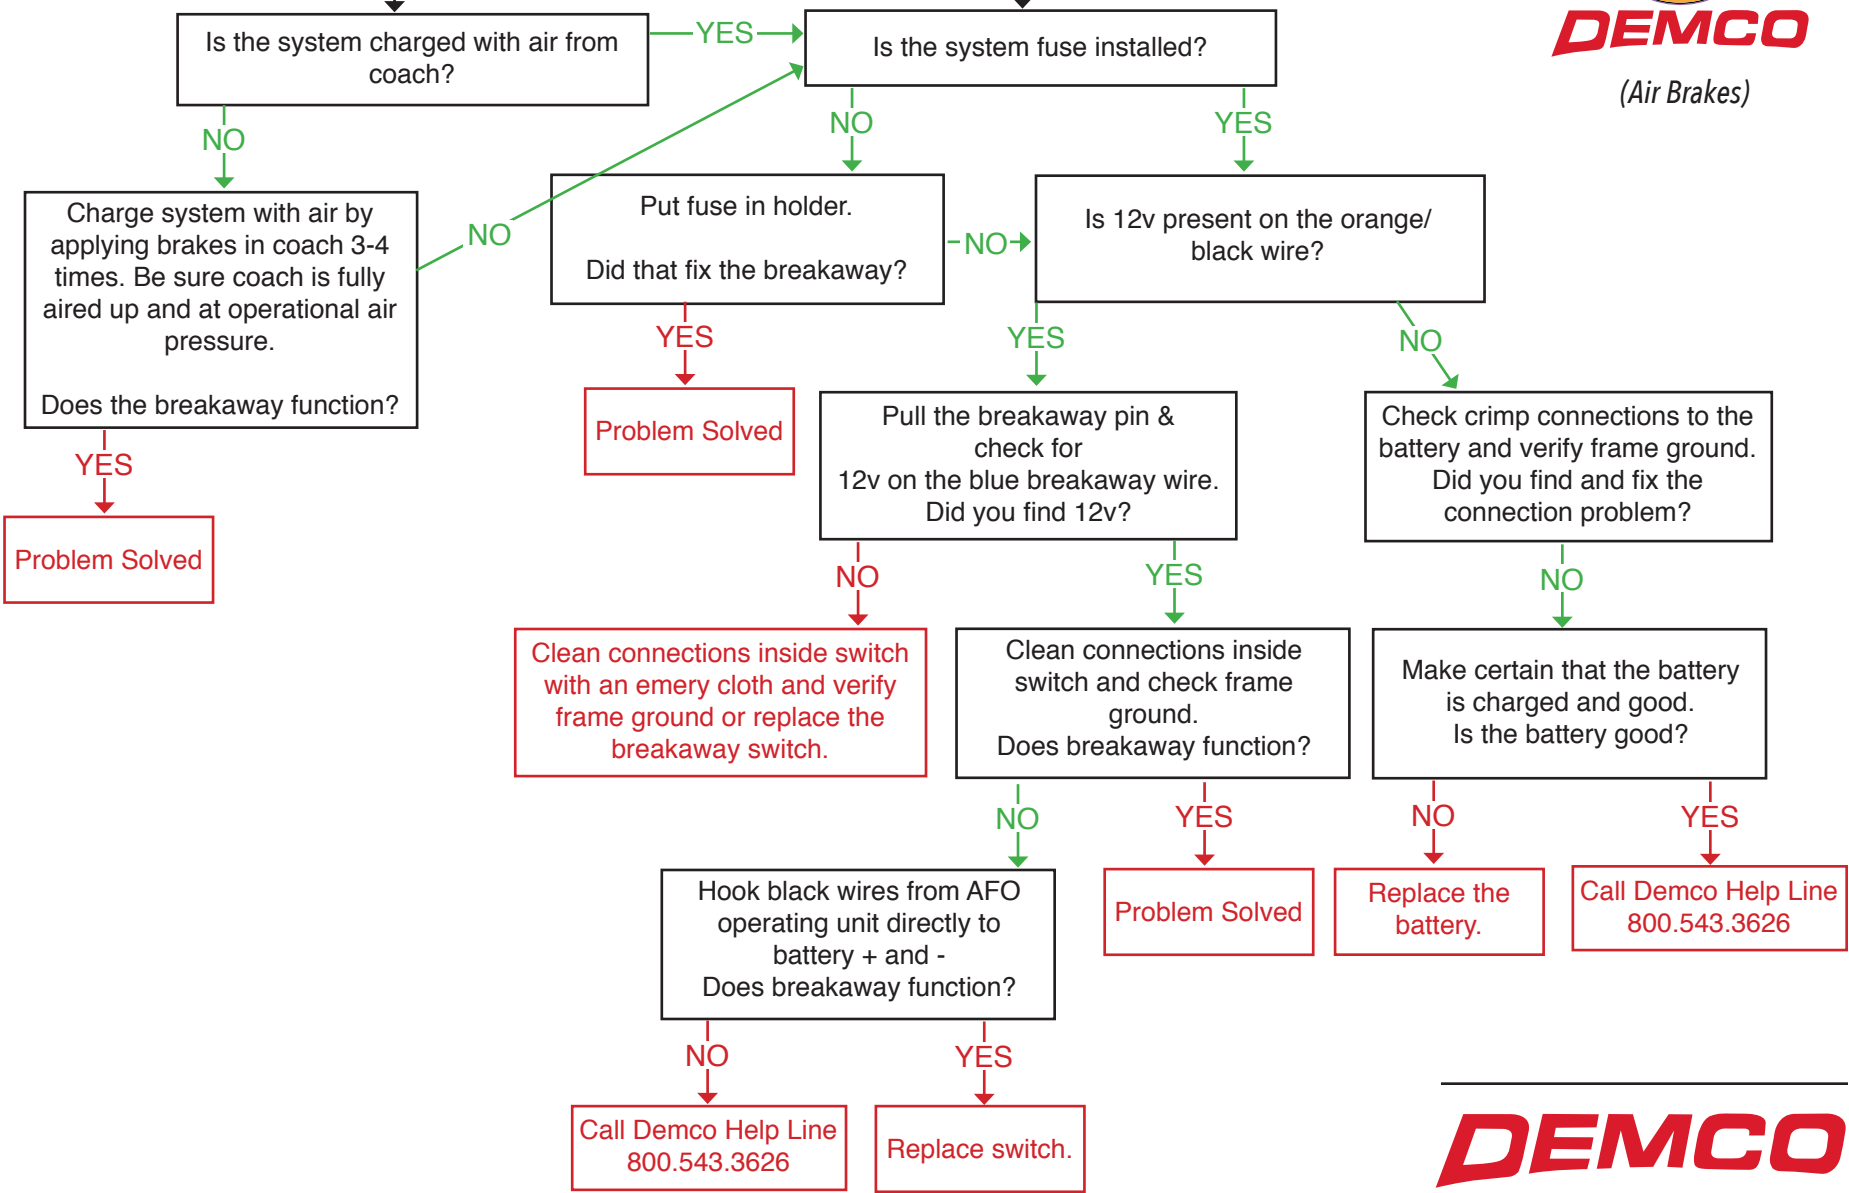 DEMCO
(Air Brakes)
Is the system charged with air from
coach?
YES
Is the system fuse installed?
NO
NO
YES
Charge system with air by
applying brakes in coach 3-4
times. Be sure coach is fully
aired up and at operational air
pressure.
Does the breakaway function?
NO
Put fuse in holder.
Did that fix the breakaway?
NO
Is 12v present on the orange/
black wire?
YES
Problem Solved
YES
Problem Solved
YES
NO
Pull the breakaway pin &
check for
12v on the blue breakaway wire.
Did you find 12v?
Check crimp connections to the
battery and verify frame ground.
Did you find and fix the
connection problem?
NO
YES
NO
Clean connections inside switch
with an emery cloth and verify
frame ground or replace the
breakaway switch.
Clean connections inside
switch and check frame
ground.
Does breakaway function?
Make certain that the battery
is charged and good.
Is the battery good?
NO
YES
NO
YES
Hook black wires from AFO
operating unit directly to
battery + and -
Does breakaway function?
Problem Solved
Replace the
battery.
Call Demco Help Line
800.543.3626
NO
YES
Call Demco Help Line
800.543.3626
Replace switch.
DEMCO